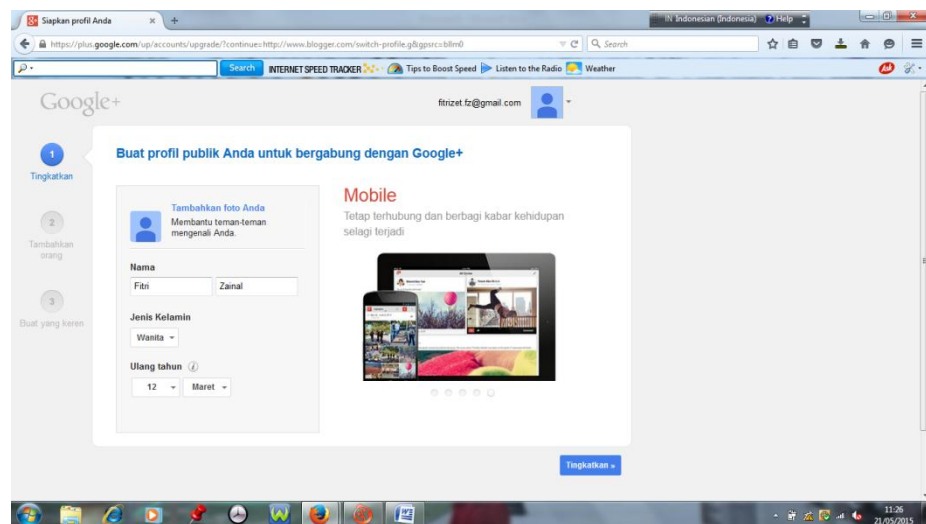 Siapkan profil Anda
IN Indonesian (Indonesia) Help
https://plus.google.com/up/accounts/upgrade/?continue=http://www.blogger.com/switch-profile.g&gpsrc=bllm0
Search
Search INTERNET SPEED TRACKER Tips to Boost Speed Listen to the Radio Weather
Google+
fitrizet.fz@gmail.com
1
Tingkatkan
2
Tambahkan
orang
3
Buat yang keren
Buat profil publik Anda untuk bergabung dengan Google+
Tambahkan foto Anda
Membantu teman-teman
mengenali Anda.
Nama
Fitri Zainal
Jenis Kelamin
Wanita
Ulang tahun
12 Maret
Mobile
Tetap terhubung dan berbagi kabar kehidupan
selagi terjadi
Tingkatkan »
11:26
21/05/2015